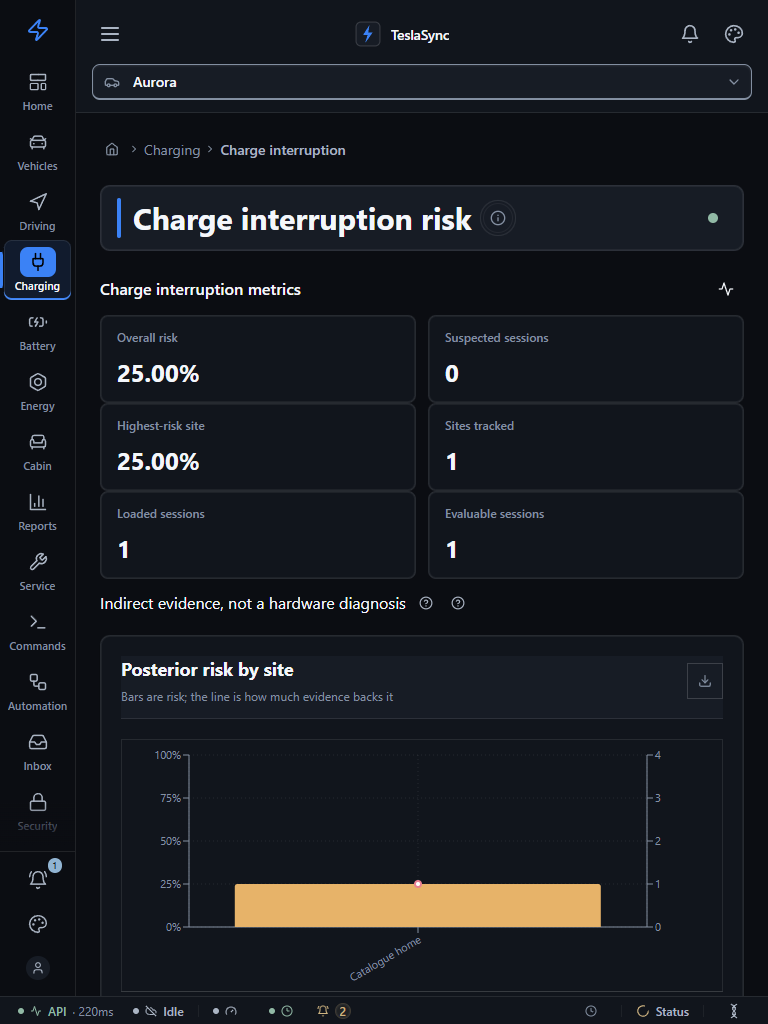 TeslaSync
Aurora
Home
Vehicles
Driving
Charging
Battery
Energy
Cabin
Reports
Service
Commands
Automation
Inbox
Security
1
Charging
Charge interruption
Charge interruption risk
Charge interruption metrics
Overall risk
25.00%
Suspected sessions
0
Highest-risk site
25.00%
Sites tracked
1
Loaded sessions
1
Evaluable sessions
1
Indirect evidence, not a hardware diagnosis
Posterior risk by site
Bars are risk; the line is how much evidence backs it
100%
75%
50%
25%
0%
4
3
2
1
0
Catalogue home
API · 220ms
Idle
2
Status